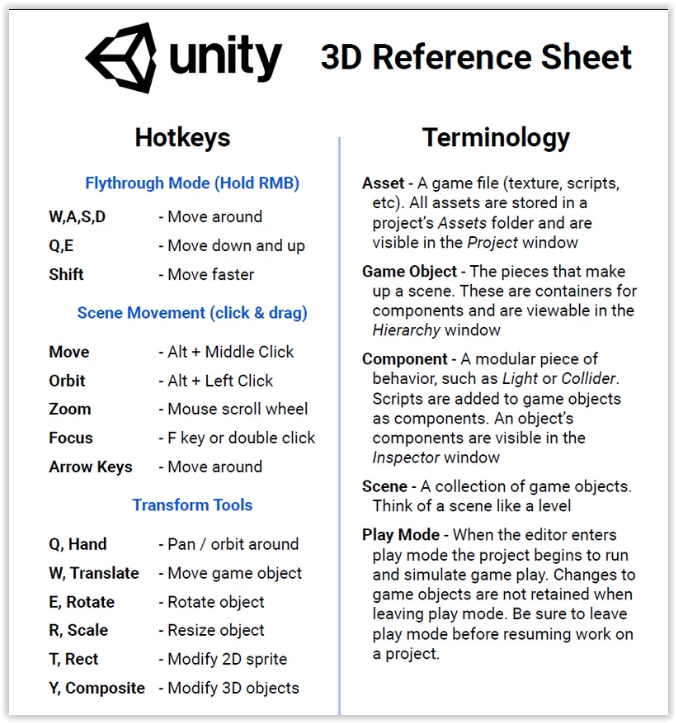 unity 3D Reference Sheet
Hotkeys
Flythrough Mode (Hold RMB)
W,A,S,D - Move around
Q,E - Move down and up
Shift - Move faster
Scene Movement (click & drag)
Move - Alt + Middle Click
Orbit - Alt + Left Click
Zoom - Mouse scroll wheel
Focus - F key or double click
Arrow Keys - Move around
Transform Tools
Q, Hand - Pan / orbit around
W, Translate - Move game object
E, Rotate - Rotate object
R, Scale - Resize object
T, Rect - Modify 2D sprite
Y, Composite - Modify 3D objects
Terminology
Asset - A game file (texture, scripts,
etc). All assets are stored in a
project's Assets folder and are
visible in the Project window
Game Object - The pieces that make
up a scene. These are containers for
components and are viewable in the
Hierarchy window
Component - A modular piece of
behavior, such as Light or Collider.
Scripts are added to game objects
as components. An object's
components are visible in the
Inspector window
Scene - A collection of game objects.
Think of a scene like a level
Play Mode - When the editor enters
play mode the project begins to run
and simulate game play. Changes to
game objects are not retained when
leaving play mode. Be sure to leave
play mode before resuming work on
a project.